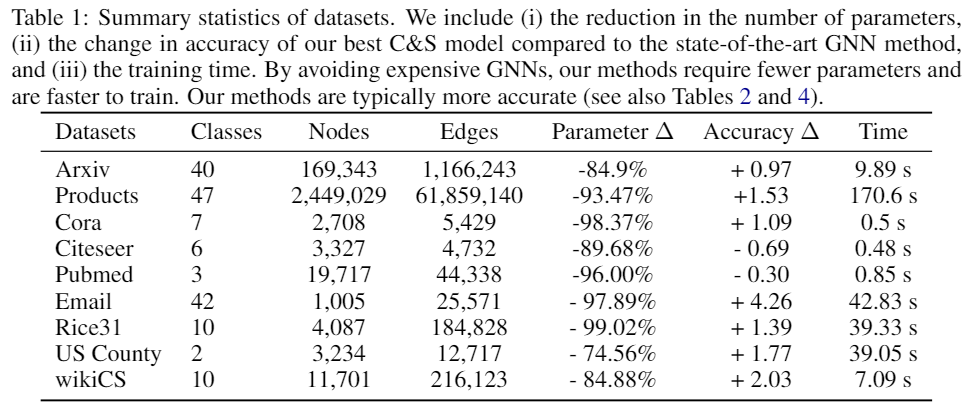 Table 1: Summary statistics of datasets. We include (i) the reduction in the number of parameters,
(ii) the change in accuracy of our best C&S model compared to the state-of-the-art GNN method,
and (iii) the training time. By avoiding expensive GNNs, our methods require fewer parameters and
are faster to train. Our methods are typically more accurate (see also Tables 2 and 4).
Datasets Classes Nodes Edges Parameter Δ Accuracy Δ Time
Arxiv 40 169,343 1,166,243 -84.9% + 0.97 9.89 s
Products 47 2,449,029 61,859,140 -93.47% +1.53 170.6 s
Cora 7 2,708 5,429 -98.37% + 1.09 0.5 s
Citeseer 6 3,327 4,732 -89.68% - 0.69 0.48 s
Pubmed 3 19,717 44,338 -96.00% - 0.30 0.85 s
Email 42 1,005 25,571 - 97.89% + 4.26 42.83 s
Rice31 10 4,087 184,828 - 99.02% + 1.39 39.33 s
US County 2 3,234 12,717 - 74.56% + 1.77 39.05 s
wikiCS 10 11,701 216,123 - 84.88% + 2.03 7.09 s